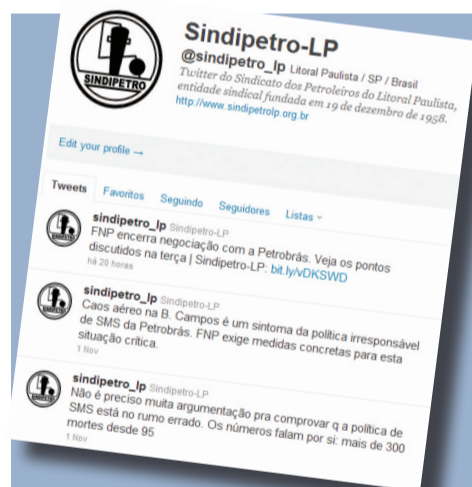 SINDIPETRO
Sindipetro-LP
@sindipetro_lp Litoral Paulista / SP / Brasil
Twitter do Sindicato dos Petroleiros do Litoral Paulista,
entidade sindical fundada em 19 de dezembro de 1958.
http://www.sindipetrolp.org.br
Edit your profile →
Tweets Favoritos Seguindo Seguidores Listas
sindipetro_lp Sindipetro-LP
FNP encerra negociação com a Petrobrás. Veja os pontos
discutidos na terça | Sindipetro-LP: bit.ly/vDKSWD
há 20 horas
sindipetro_lp Sindipetro-LP
Caos aéreo na B. Campos é um sintoma da política irresponsável
de SMS da Petrobrás. FNP exige medidas concretas para esta
situação crítica.
1 Nov
sindipetro_lp Sindipetro-LP
Não é preciso muita argumentação pra comprovar q a política de
SMS está no rumo errado. Os números falam por si: mais de 300
mortes desde 95
1 Nov